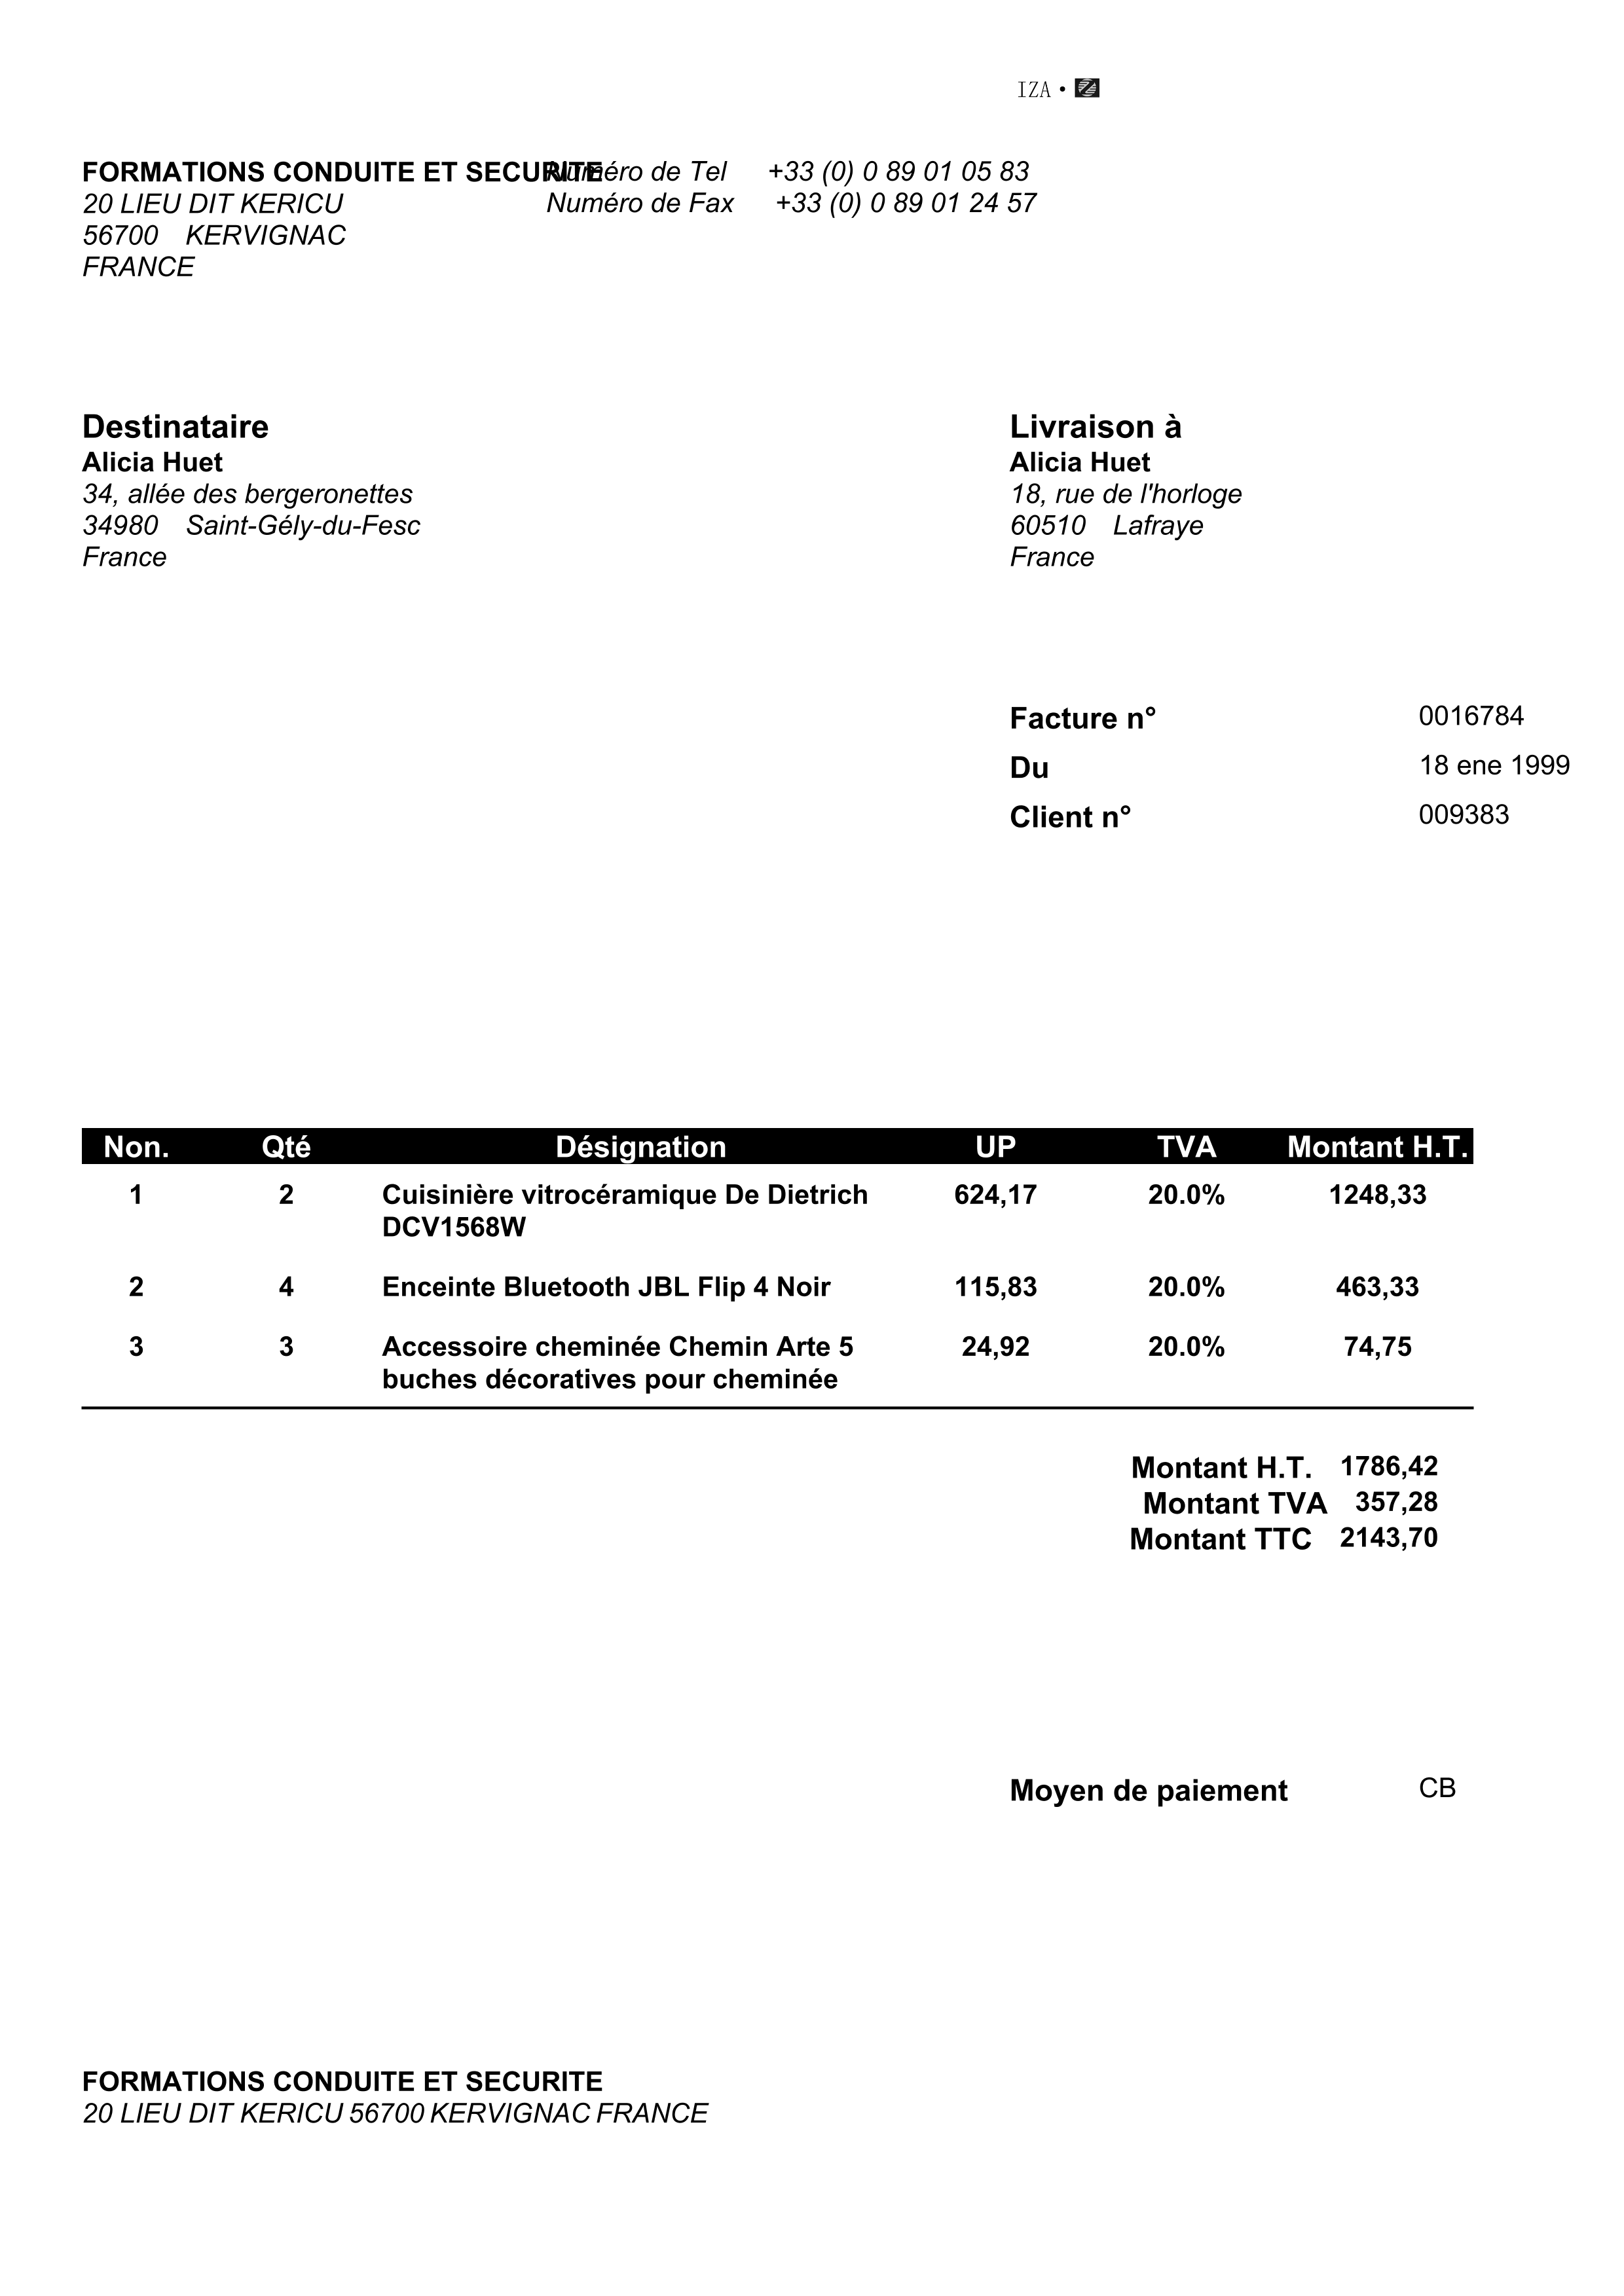 IZA •
FORMATIONS CONDUITE ET SECURITE
Numéro de Tel +33 (0) 0 89 01 05 83
20 LIEU DIT KERICU
Numéro de Fax +33 (0) 0 89 01 24 57
56700 KERVIGNAC
FRANCE
Destinataire
Alicia Huet
34, allée des bergeronettes
34980 Saint-Gély-du-Fesc
France
Livraison à
Alicia Huet
18, rue de l'horloge
60510 Lafraye
France
Facture n° 0016784
Du 18 ene 1999
Client n° 009383
Non. Qté Désignation UP TVA Montant H.T.
1 2 Cuisinière vitrocéramique De Dietrich 624,17 20.0% 1248,33
DCV1568W
2 4 Enceinte Bluetooth JBL Flip 4 Noir 115,83 20.0% 463,33
3 3 Accessoire cheminée Chemin Arte 5 24,92 20.0% 74,75
buches décoratives pour cheminée
Montant H.T. 1786,42
Montant TVA 357,28
Montant TTC 2143,70
Moyen de paiement CB
FORMATIONS CONDUITE ET SECURITE
20 LIEU DIT KERICU 56700 KERVIGNAC FRANCE